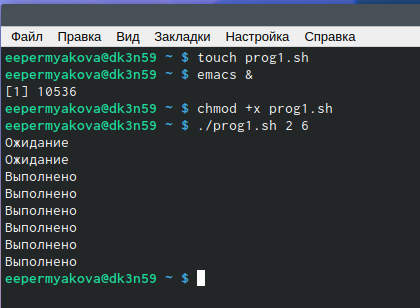 Файл Правка Вид Закладки Настройка Справка
eepermyakova@dk3n59 ~ $ touch prog1.sh
eepermyakova@dk3n59 ~ $ emacs &
[1] 10536
eepermyakova@dk3n59 ~ $ chmod +x prog1.sh
eepermyakova@dk3n59 ~ $ ./prog1.sh 2 6
Ожидание
Ожидание
Выполнено
Выполнено
Выполнено
Выполнено
Выполнено
Выполнено
eepermyakova@dk3n59 ~ $